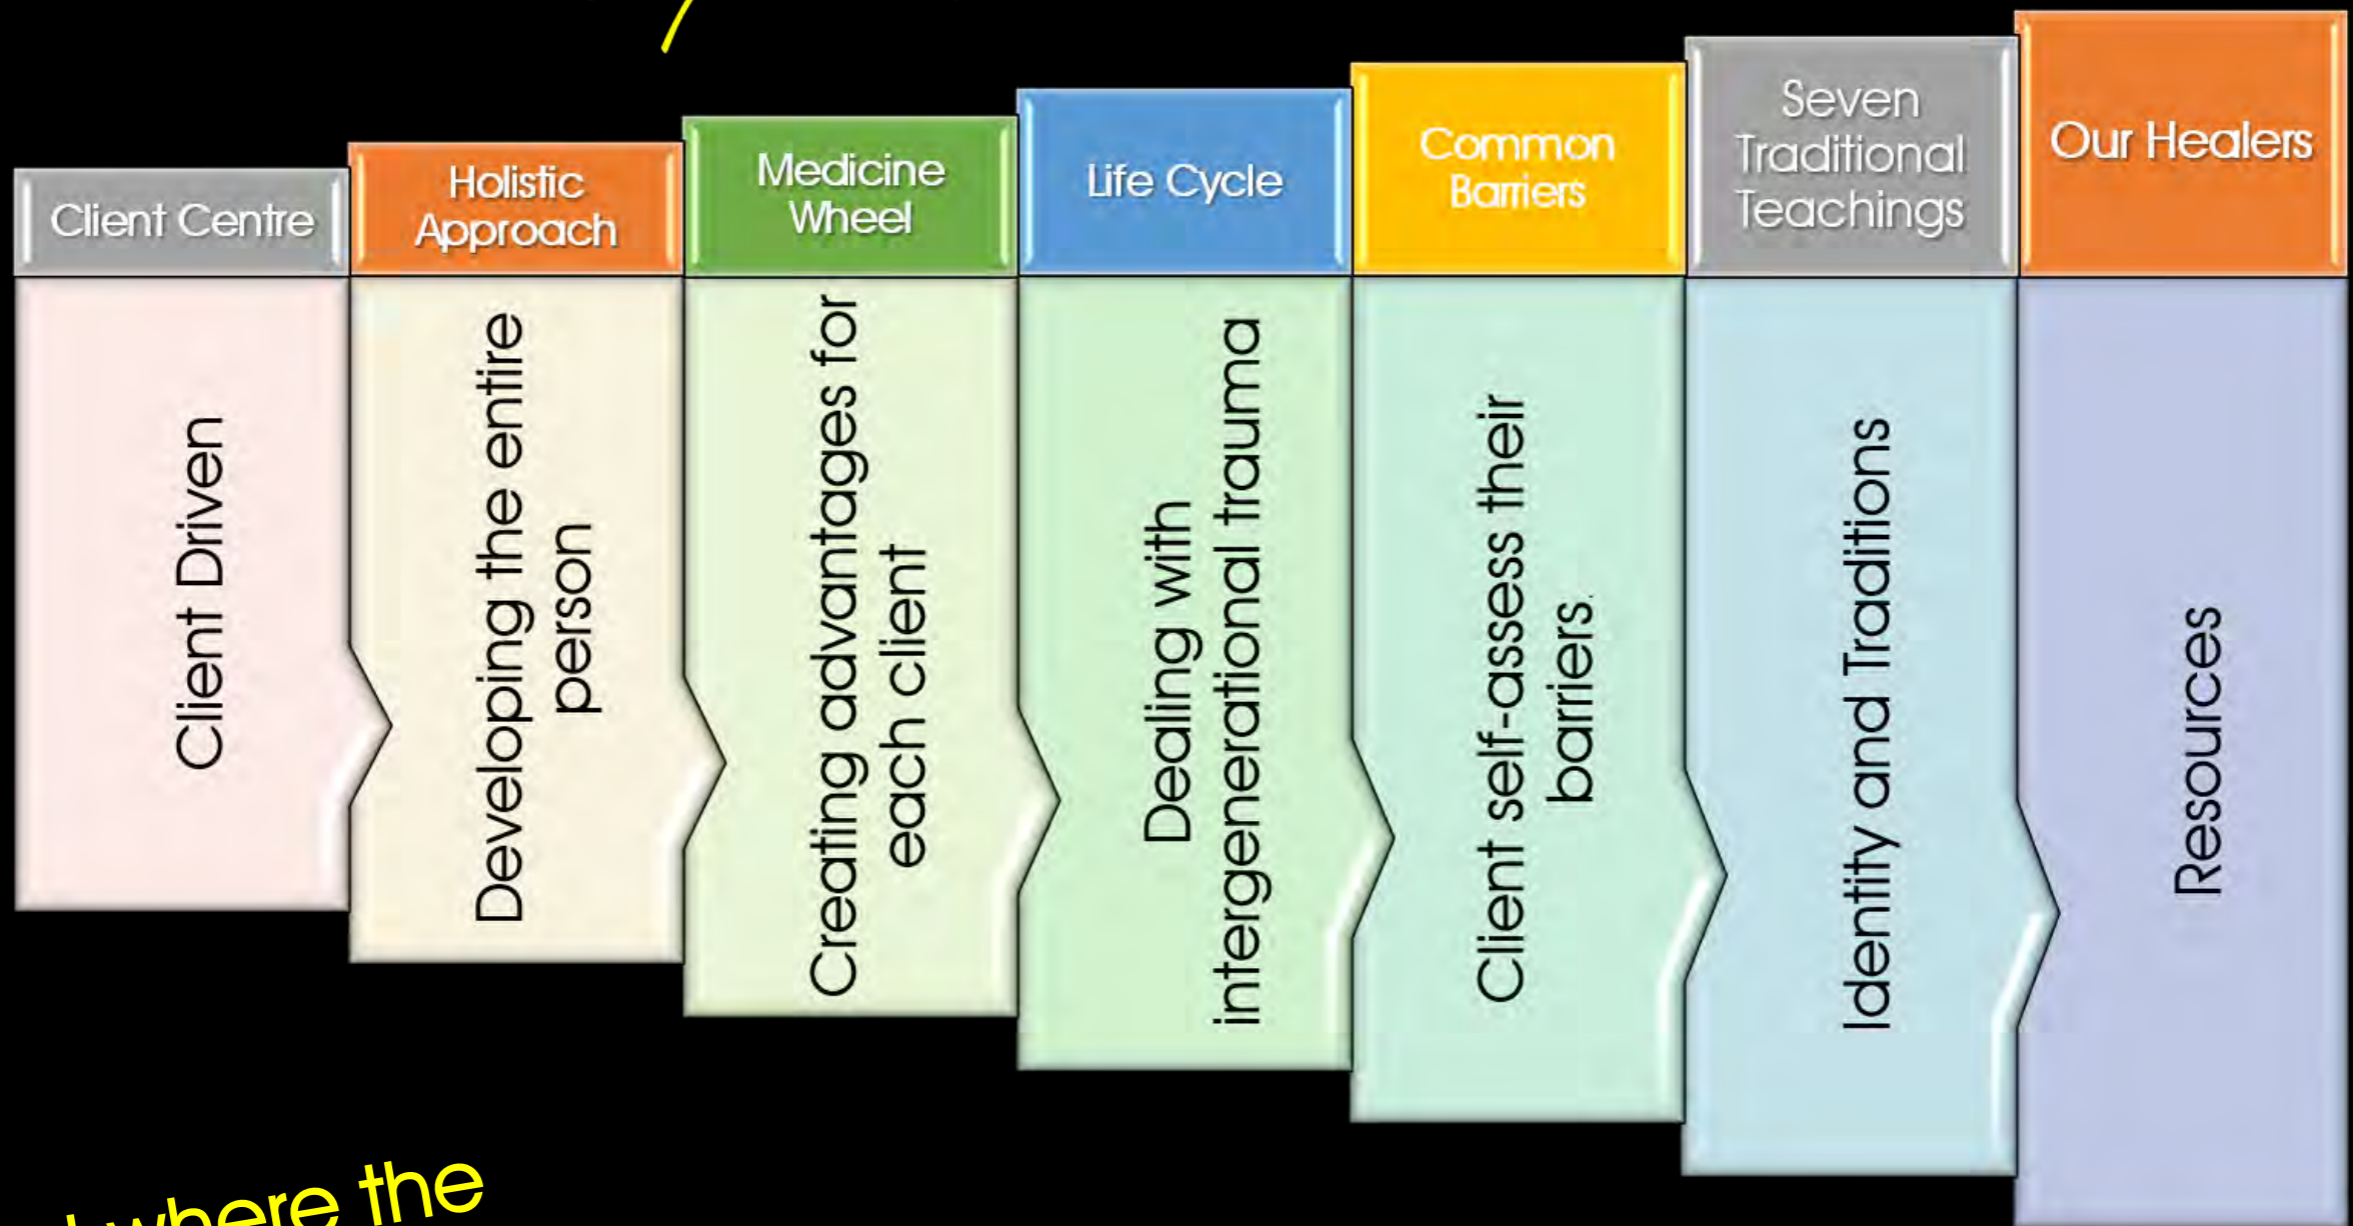 Client Centre
Client Driven
Holistic
Approach
Developing the entire
person
Medicine
Wheel
Creating advantages for
each client
Life Cycle
Dealing with
intergenerational trauma
Common
Barriers
Client self-assess their
barriers.
Seven
Traditional
Teachings
Identity and Traditions
Our Healers
Resources
where the